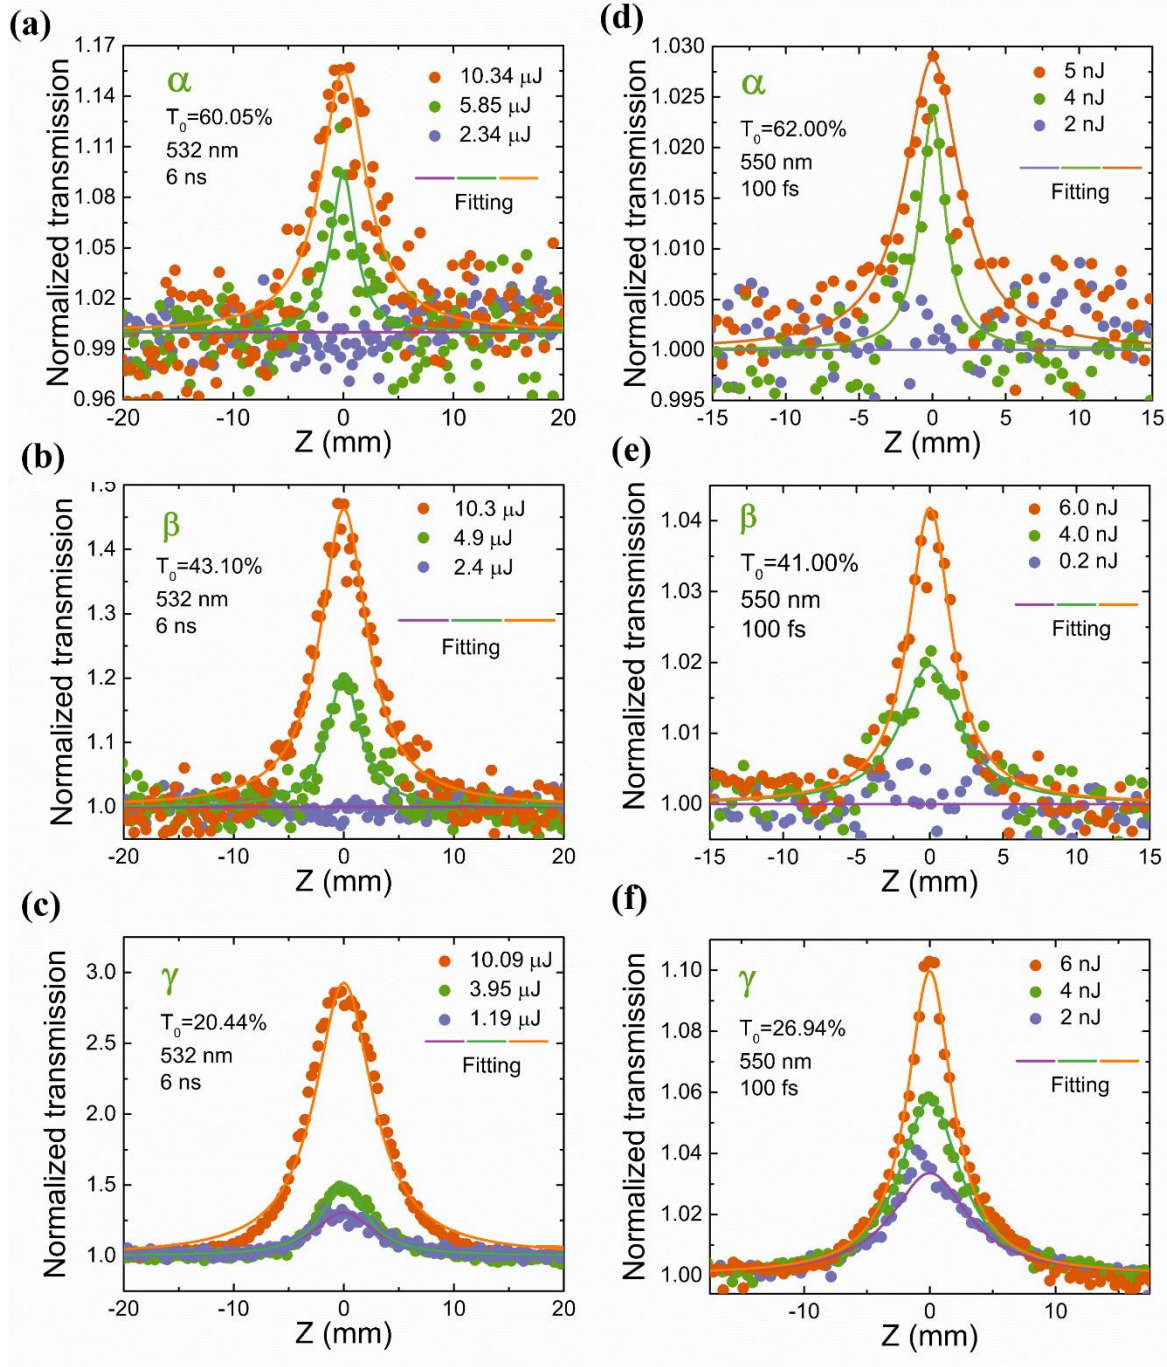 (a)
Normalized transmission
1.17
1.14
1.11
1.08
1.05
1.02
0.99
0.96
α
T0=60.05%
532 nm
6 ns
10.34 μJ
5.85 μJ
2.34 μJ
Fitting
-20
-10
0
10
20
Z (mm)
(d)
Normalized transmission
1.030
1.025
1.020
1.015
1.010
1.005
1.000
0.995
α
T0=62.00%
550 nm
100 fs
5 nJ
4 nJ
2 nJ
Fitting
-15
-10
-5
0
5
10
15
Z (mm)
(b)
Normalized transmission
1.5
1.4
1.3
1.2
1.1
1.0
β
T0=43.10%
532 nm
6 ns
10.3 μJ
4.9 μJ
2.4 μJ
Fitting
-20
-10
0
10
20
Z (mm)
(e)
Normalized transmission
1.04
1.02
1.00
β
T0=41.00%
550 nm
100 fs
6.0 nJ
4.0 nJ
0.2 nJ
Fitting
-15
-10
-5
0
5
10
15
Z (mm)
(c)
Normalized transmission
3.0
2.5
2.0
1.5
1.0
γ
T0=20.44%
532 nm
6 ns
10.09 μJ
3.95 μJ
1.19 μJ
Fitting
-20
-10
0
10
20
Z (mm)
(f)
Normalized transmission
1.10
1.08
1.06
1.04
1.02
1.00
γ
T0=26.94%
550 nm
100 fs
6 nJ
4 nJ
2 nJ
Fitting
-10
0
10
Z (mm)